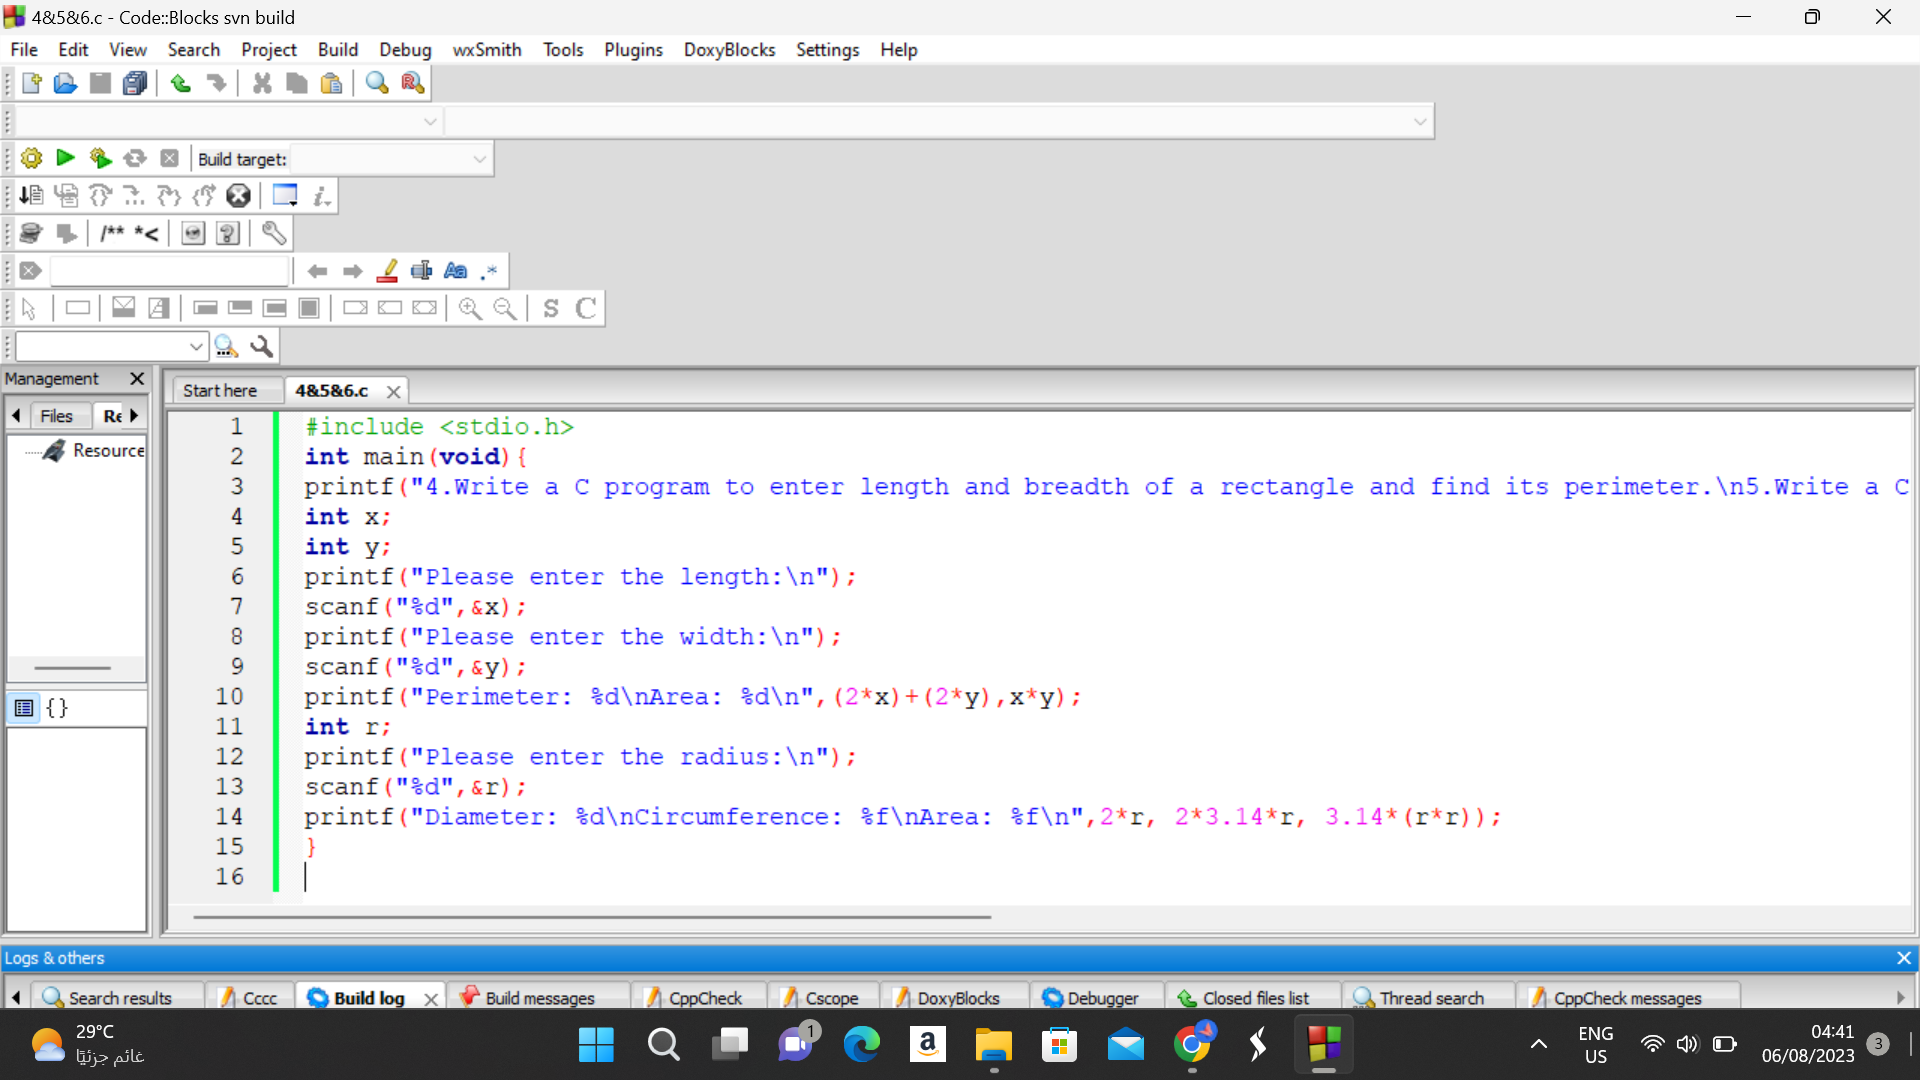 4&5&6.c - Code::Blocks svn build
File Edit View Search Project Build Debug wxSmith Tools Plugins DoxyBlocks Settings Help
Build target:
/** *<
Aa .*
S C
Management
Start here 4&5&6.c
Files Re
Resource
1 #include <stdio.h>
2 int main(void){
3 printf("4.Write a C program to enter length and breadth of a rectangle and find its perimeter.\n5.Write a C
4 int x;
5 int y;
6 printf("Please enter the length:\n");
7 scanf("%d",&x);
8 printf("Please enter the width:\n");
9 scanf("%d",&y);
10 printf("Perimeter: %d\nArea: %d\n",(2*x)+(2*y),x*y);
11 int r;
12 printf("Please enter the radius:\n");
13 scanf("%d",&r);
14 printf("Diameter: %d\nCircumference: %f\nArea: %f\n",2*r, 2*3.14*r, 3.14*(r*r));
15 }
16
{}
Logs & others
Search results Cccc Build log Build messages CppCheck Cscope DoxyBlocks Debugger Closed files list Thread search CppCheck messages
29°C
غائم جزئيًا
1
a
ENG
US
04:41
06/08/2023
3